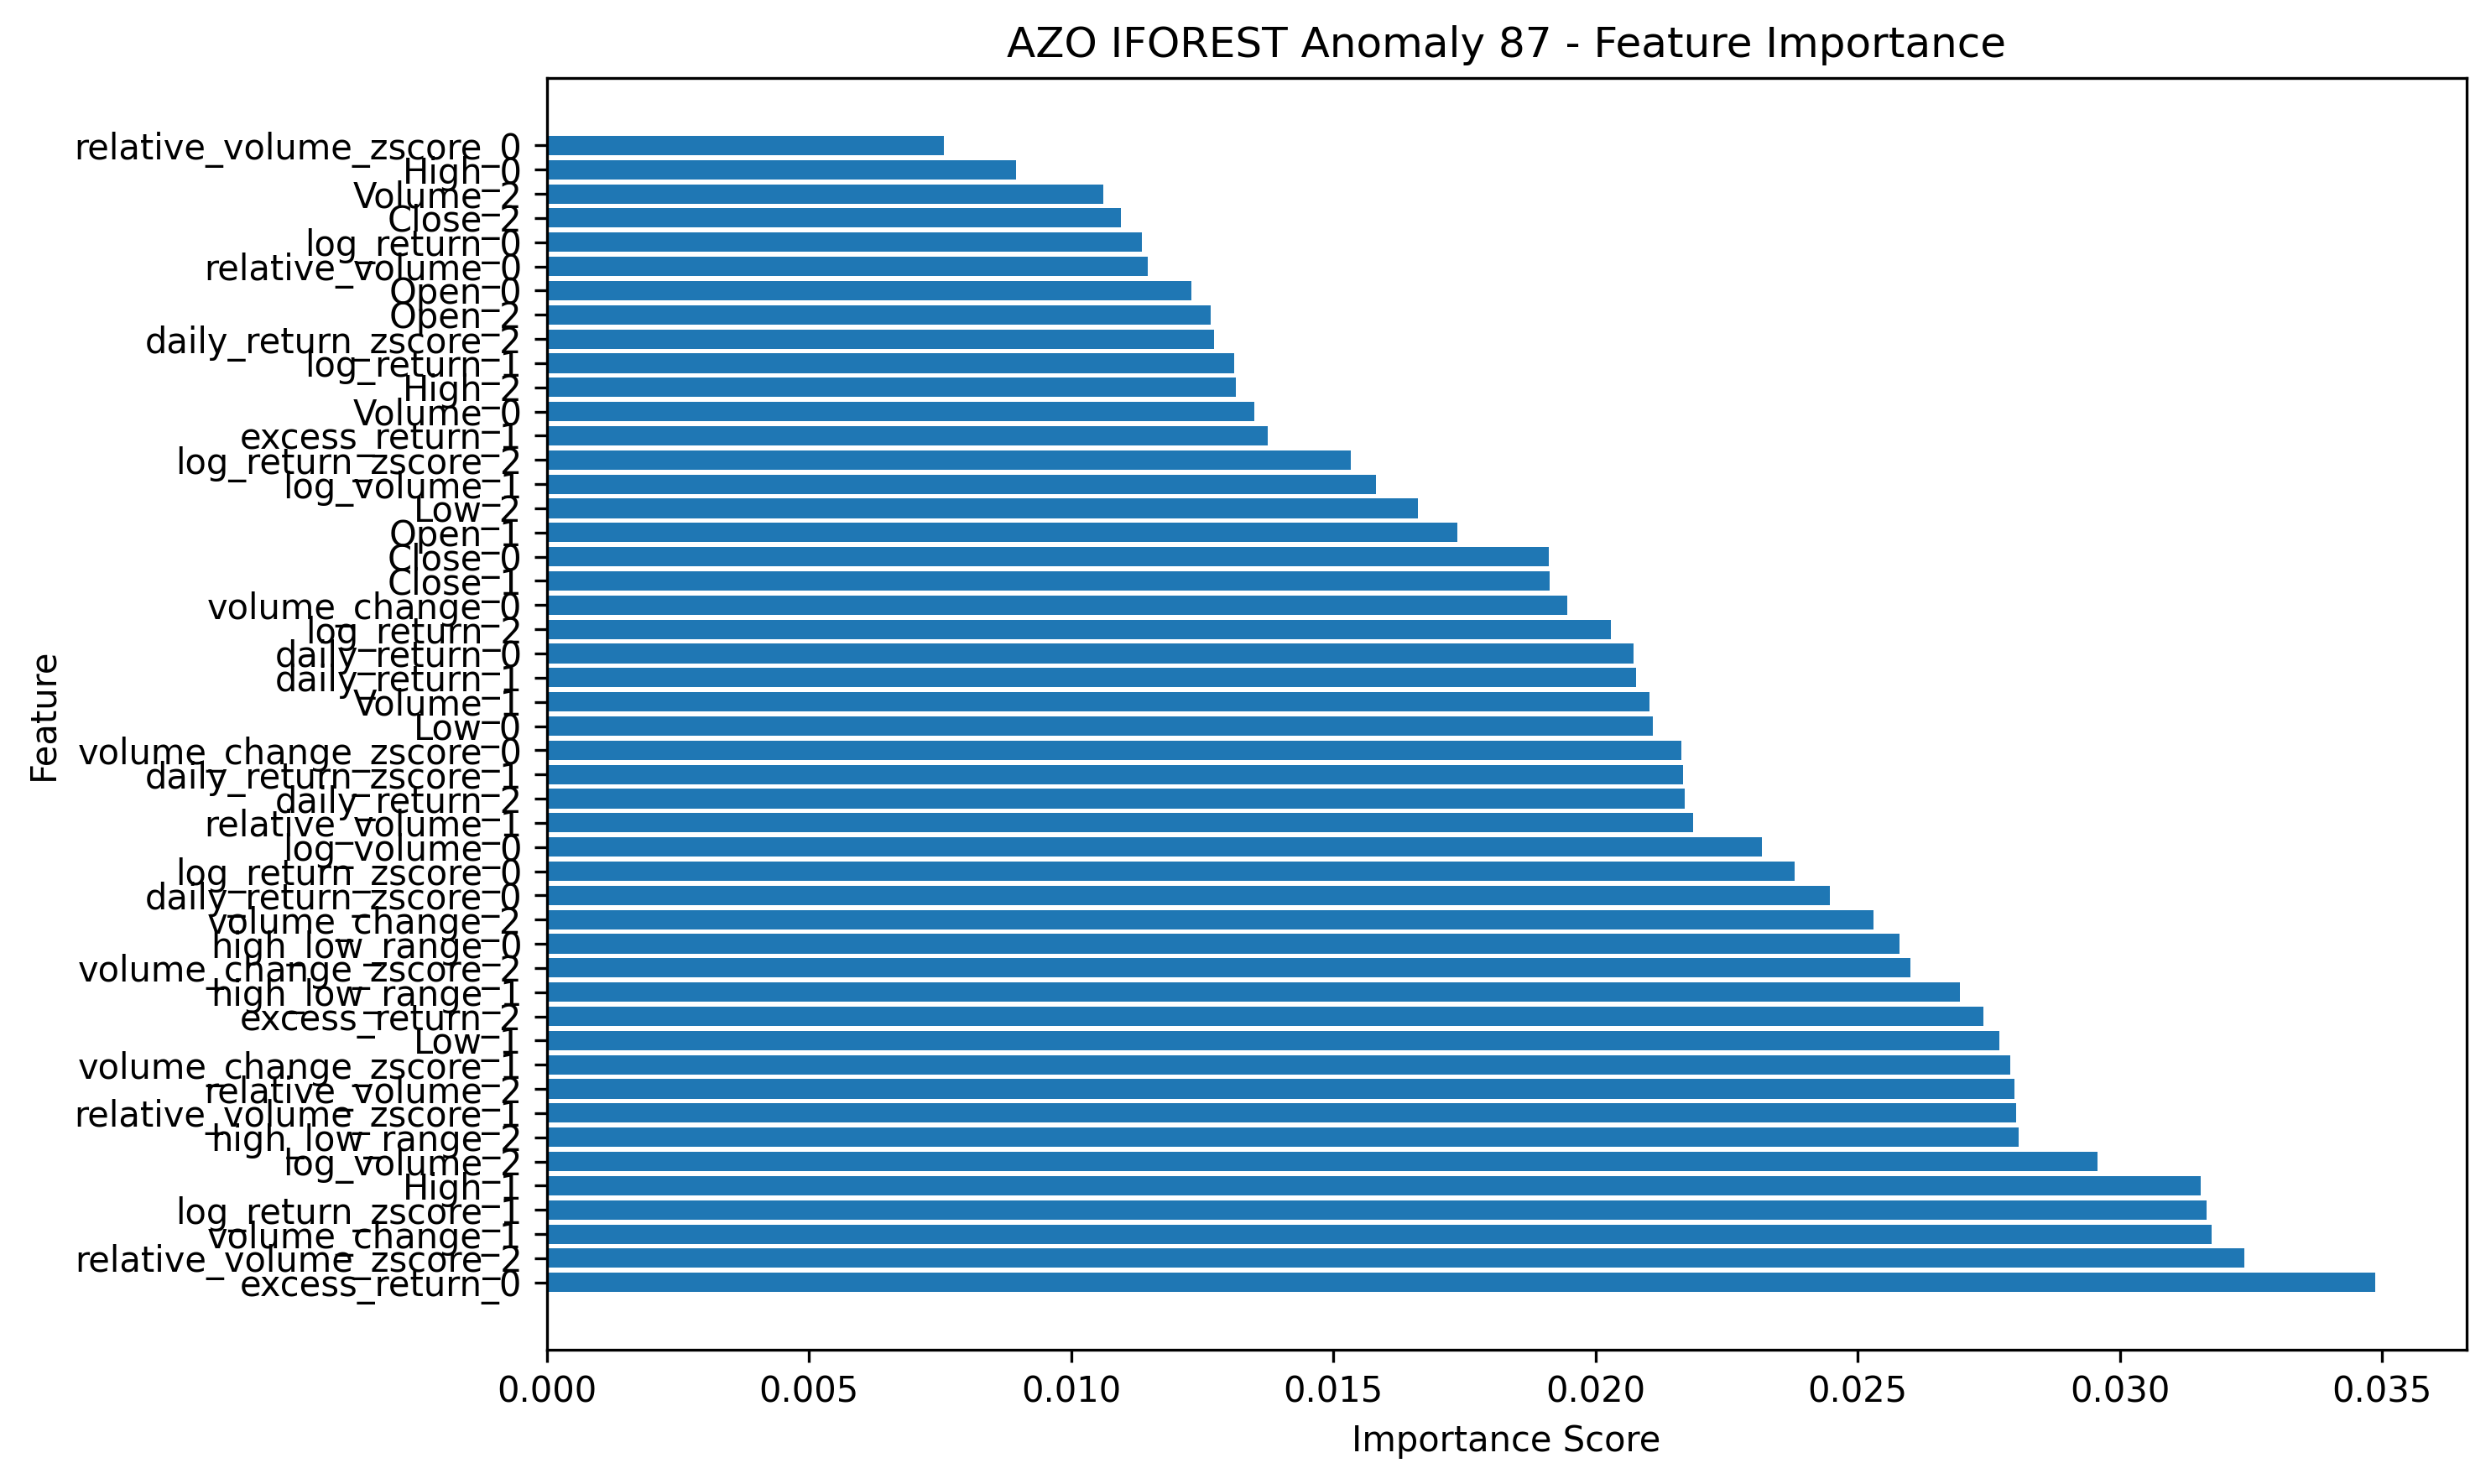 AZO IFOREST Anomaly 87 - Feature Importance
relative_volume_zscore_0
High_0
Volume_2
Close_2
log_return_0
relative_volume_0
Open_0
Open_2
daily_return_zscore_2
log_return_1
High_2
Volume_0
excess_return_1
log_return_zscore_2
log_volume_1
Low_2
Open_1
Close_0
Close_1
volume_change_0
log_return_2
daily_return_0
daily_return_1
Volume_1
Low_0
volume_change_zscore_0
daily_return_zscore_1
daily_return_2
relative_volume_1
log_volume_0
log_return_zscore_0
daily_return_zscore_0
volume_change_2
high_low_range_0
volume_change_zscore_2
high_low_range_1
excess_return_2
Low_1
volume_change_zscore_1
relative_volume_2
relative_volume_zscore_1
high_low_range_2
log_volume_2
High_1
log_return_zscore_1
volume_change_1
relative_volume_zscore_2
excess_return_0
Feature
0.000 0.005 0.010 0.015 0.020 0.025 0.030 0.035
Importance Score